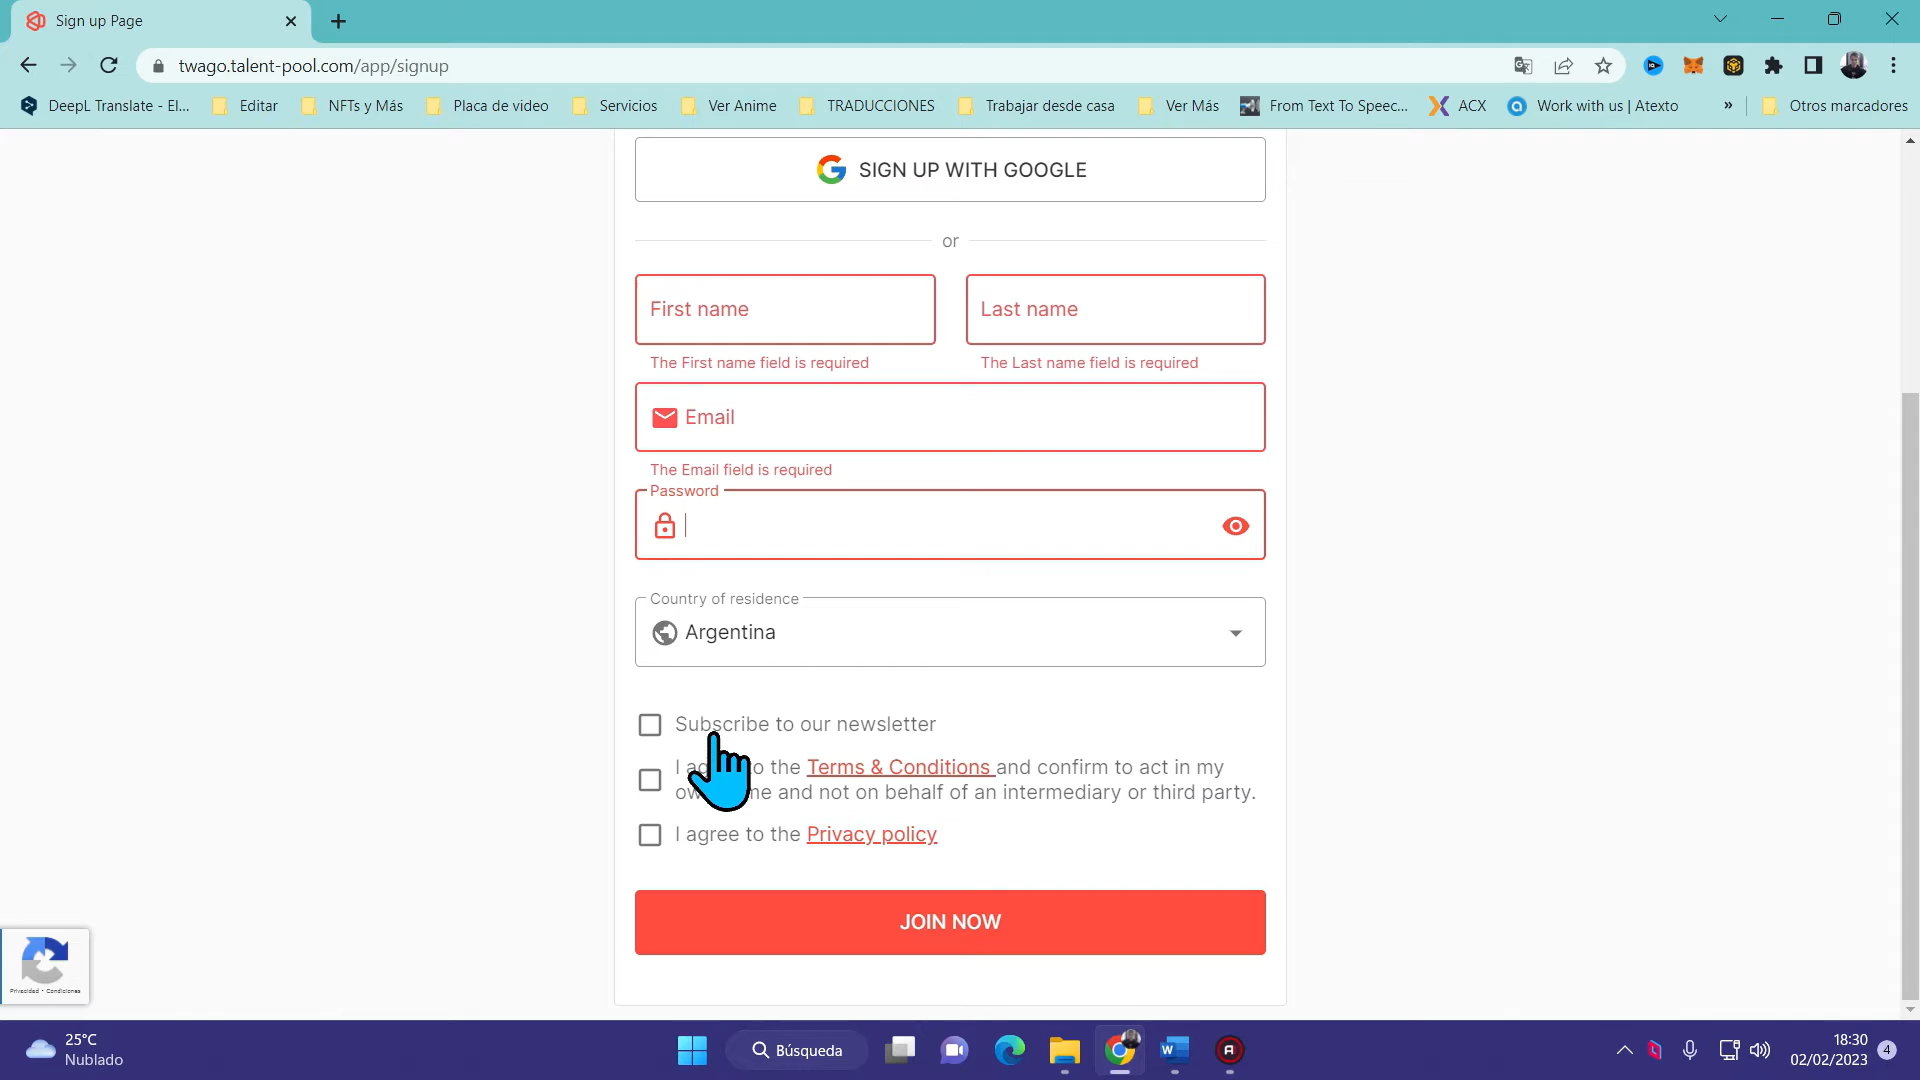 Sign up Page
twago.talent-pool.com/app/signup
DeepL Translate - El...
Editar
NFTs y Más
Placa de video
Servicios
Ver Anime
TRADUCCIONES
Trabajar desde casa
Ver Más
From Text To Speec...
ACX
Work with us | Atexto
»
Otros marcadores
SIGN UP WITH GOOGLE
or
First name
Last name
The First name field is required
The Last name field is required
Email
The Email field is required
Password
Country of residence
Argentina
Subscribe to our newsletter
I to the Terms & Conditions and confirm to act in my
and not on behalf of an intermediary or third party.
I agree to the Privacy policy
JOIN NOW
Privacidad • Condiciones
25°C
Nublado
Búsqueda
18:30
02/02/2023
4